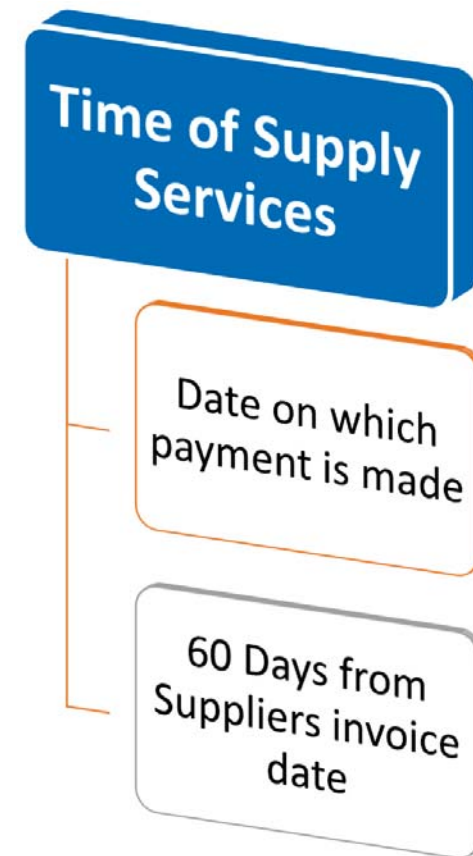 Time of Supply
Services
Date on which
payment is made
60 Days from
Suppliers invoice
date